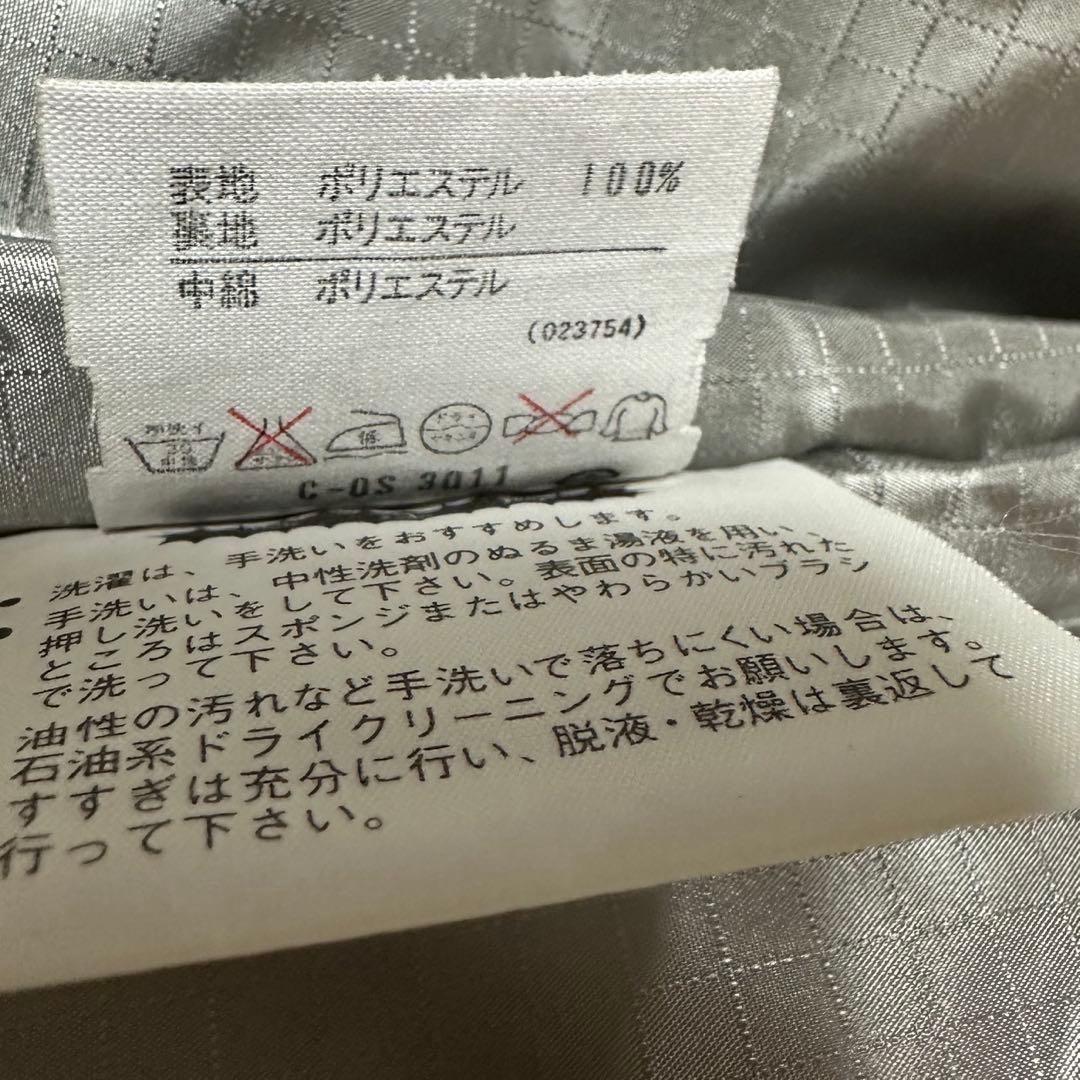 表地 ポリエステル 100%
裏地 ポリエステル
中綿 ポリエステル
(023754)
低
ドライ
C-OS 3011
洗濯は、手洗いをおすすめします。
手洗いは、中性洗剤のぬるま湯液を用い、
押し洗いをして下さい。表面の特に汚れた
ところはスポンジまたはやわらかいブラシ
で洗って下さい。
油性の汚れなど手洗いで落ちにくい場合は、
石油系ドライクリーニングでお願いします。
すすぎは充分に行い、脱液・乾燥は裏返して
行って下さい。